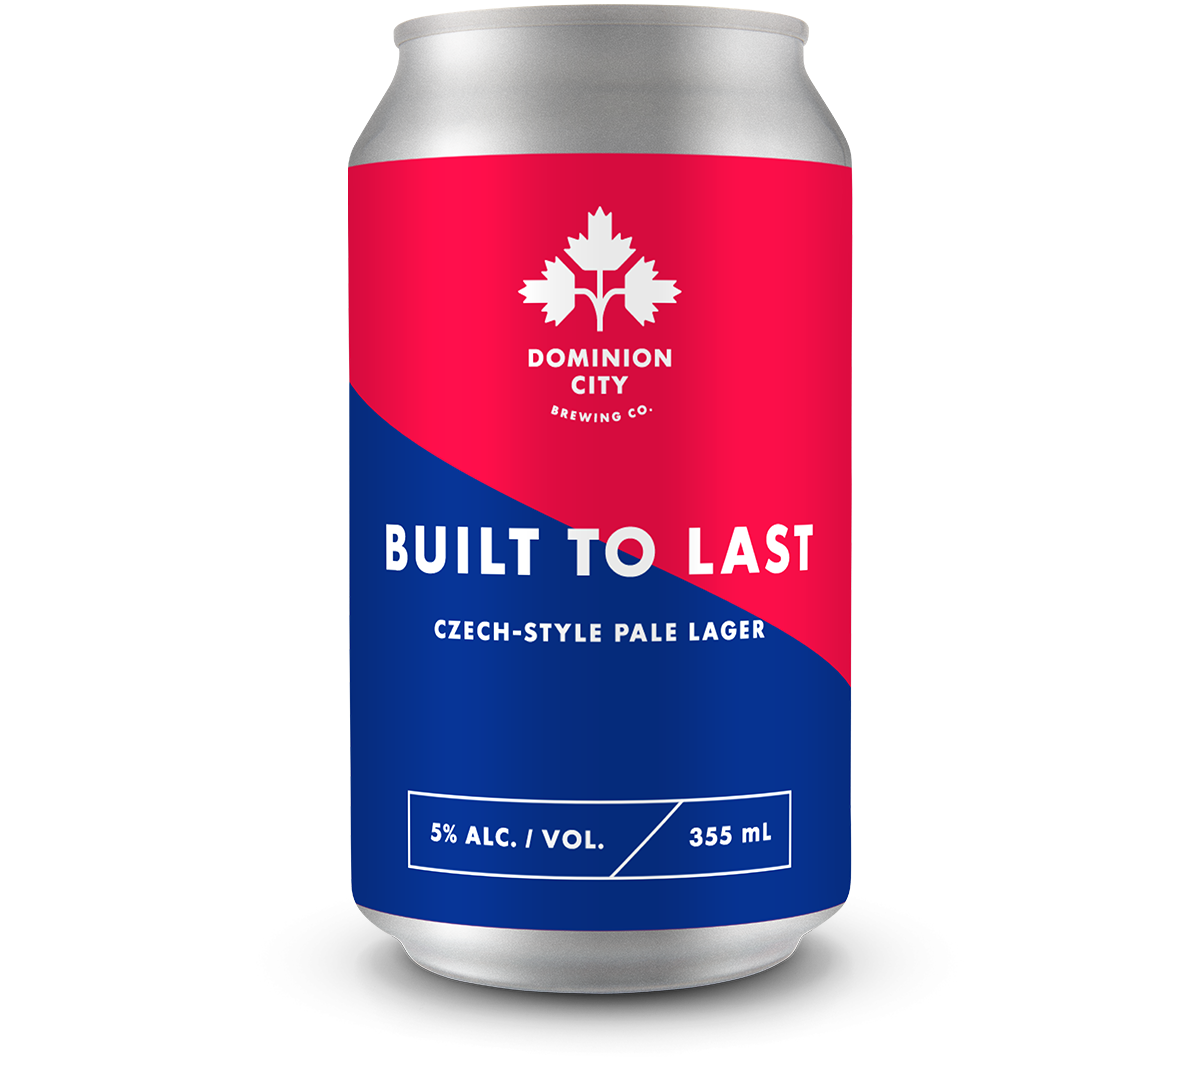 DOMINION
CITY
BREWING CO.
BUILT TO LAST
CZECH-STYLE PALE LAGER
5% ALC. / VOL.
355 mL